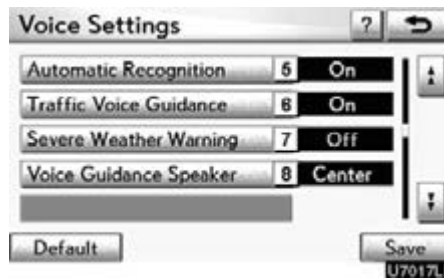 Voice Settings ?
Automatic Recognition 5 On
Traffic Voice Guidance 6 On
Severe Weather Warning 7 Off
Voice Guidance Speaker 8 Center
Default Save
U7017L